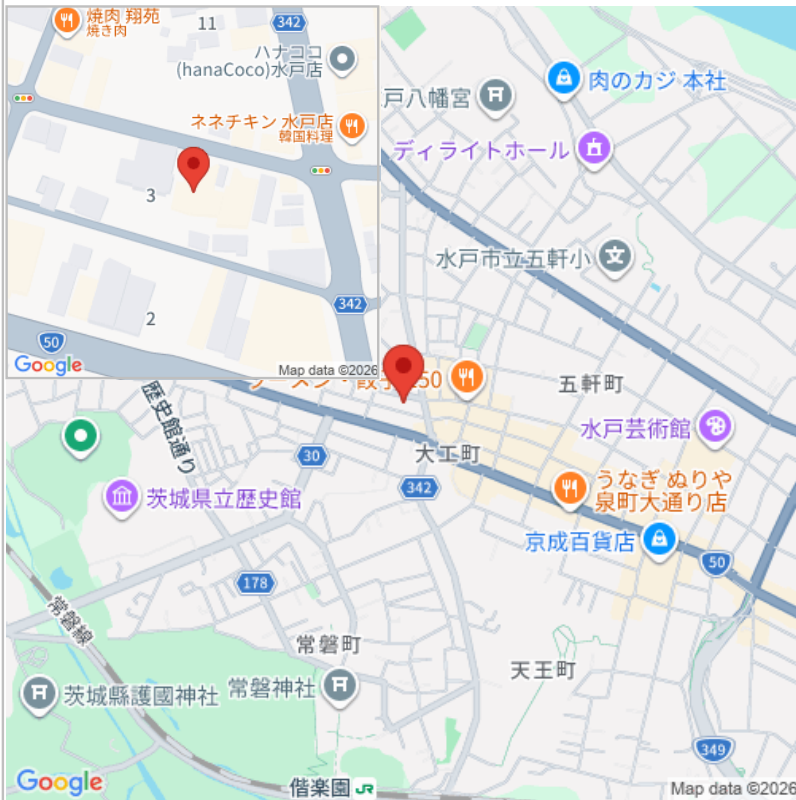 焼肉 翔苑
焼き肉
11
342
ハナココ
(hanaCoco)水戸店
ネネチキン 水戸店
韓国料理
3
342
2
50
Google
Map data ©2026
戸八幡宮
肉のカジ 本社
ディライトホール
水戸市立五軒小
五軒町
水戸芸術館
大工町
歴史館通り
30
342
うなぎ ぬりや
泉町大通り店
京成百貨店
50
茨城県立歴史館
178
常磐線
常磐町
天王町
茨城縣護國神社
常磐神社
349
偕楽園
JR
Google
Map data ©2026